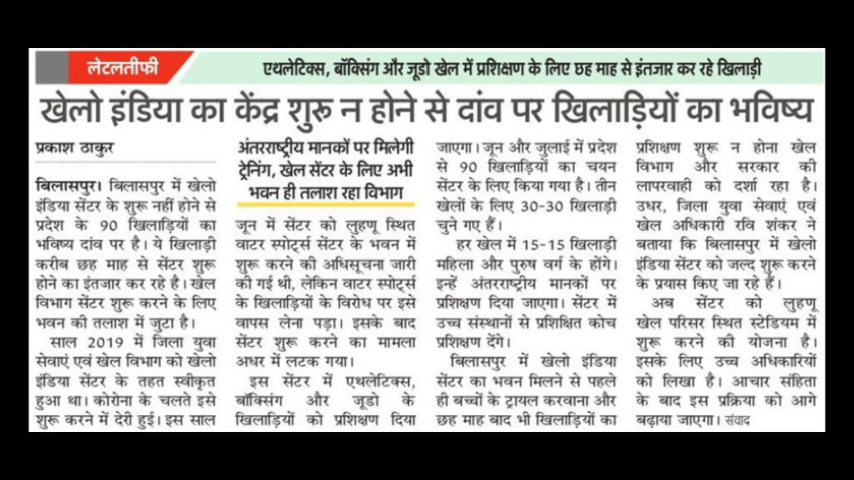 लेटलतीफी
एथलेटिक्स, बॉक्सिंग और जूडो खेल में प्रशिक्षण के लिए छह माह से इंतजार कर रहे खिलाड़ी
खेलो इंडिया का केंद्र शुरू न होने से दांव पर खिलाड़ियों का भविष्य
प्रकाश ठाकुर
बिलासपुर। बिलासपुर में खेलो
इंडिया सेंटर के शुरू नहीं होने से
प्रदेश के 90 खिलाड़ियों का
भविष्य दांव पर है। ये खिलाड़ी
करीब छह माह से सेंटर शुरू
होने का इंतजार कर रहे है। खेल
विभाग सेंटर शुरू करने के लिए
भवन की तलाश में जुटा है।
साल 2019 में जिला युवा
सेवाएं एवं खेल विभाग को खेलो
इंडिया सेंटर के तहत स्वीकृत
हुआ था। कोरोना के चलते इसे
शुरू करने में देरी हुई। इस साल
अंतरराष्ट्रीय मानकों पर मिलेगी
ट्रेनिंग, खेल सेंटर के लिए अभी
भवन ही तलाश रहा विभाग
जून में सेंटर को लुहणू स्थित
वाटर स्पोर्ट्स सेंटर के भवन में
शुरू करने की अधिसूचना जारी
की गई थी, लेकिन वाटर स्पोर्ट्स
के खिलाड़ियों के विरोध पर इसे
वापस लेना पड़ा। इसके बाद
सेंटर शुरू करने का मामला
अधर में लटक गया।
इस सेंटर में एथलेटिक्स,
बॉक्सिंग और जूडो के
खिलाड़ियों को प्रशिक्षण दिया
जाएगा। जून और जुलाई में प्रदेश
से 90 खिलाड़ियों का चयन
सेंटर के लिए किया गया है। तीन
खेलों के लिए 30-30 खिलाड़ी
चुने गए हैं।
हर खेल में 15-15 खिलाड़ी
महिला और पुरुष वर्ग के होंगे।
इन्हें अंतरराष्ट्रीय मानकों पर
प्रशिक्षण दिया जाएगा। सेंटर में
उच्च संस्थानों से प्रशिक्षित कोच
प्रशिक्षण देंगे।
बिलासपुर में खेलो इंडिया
सेंटर का भवन मिलने से पहले
ही बच्चों के ट्रायल करवाना और
छह माह बाद भी खिलाड़ियों का
प्रशिक्षण शुरू न होना खेल
विभाग और सरकार की
लापरवाही को दर्शा रहा है।
उधर, जिला युवा सेवाएं एवं
खेल अधिकारी रवि शंकर ने
बताया कि बिलासपुर में खेलो
इंडिया सेंटर को जल्द शुरू करने
के प्रयास किए जा रहे हैं।
अब सेंटर को लुहणू
खेल परिसर स्थित स्टेडियम में
शुरू करने की योजना है।
इसके लिए उच्च अधिकारियों
को लिखा है। आचार संहिता
के बाद इस प्रक्रिया को आगे
बढ़ाया जाएगा। संवाद